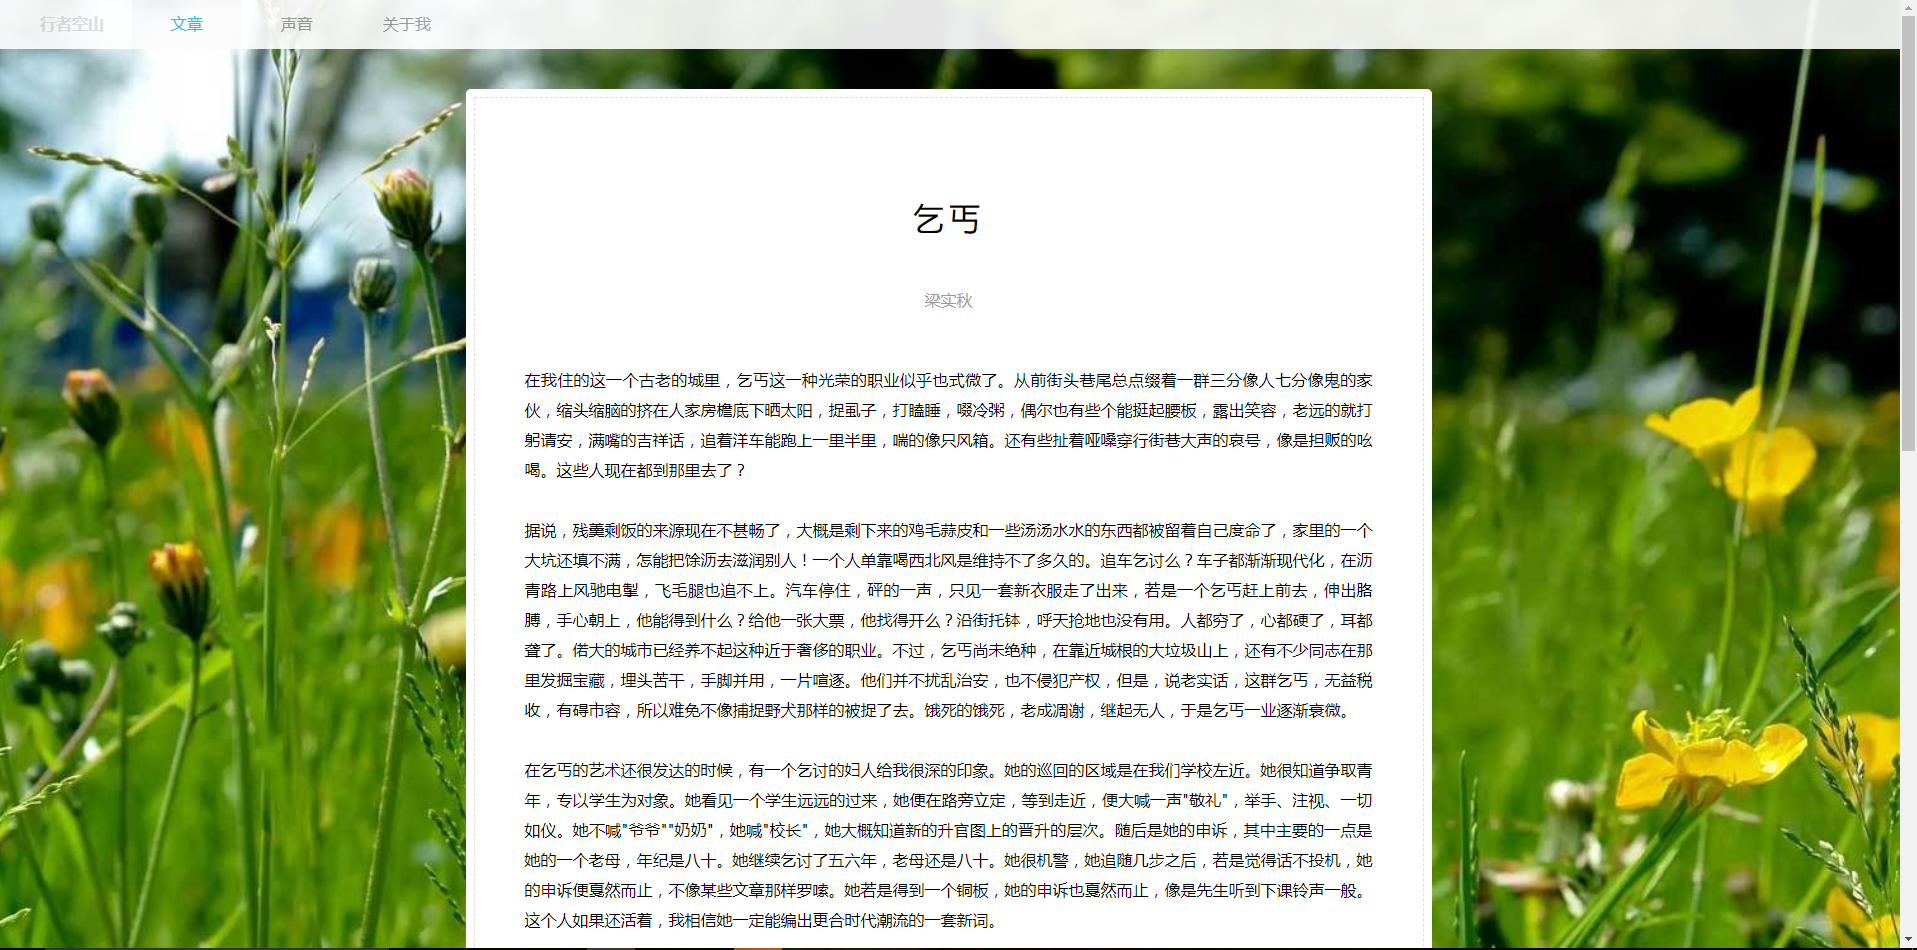 行者空山 文章 声音 关于我
乞丐
梁实秋
在我住的这一个古老的城里，乞丐这一种光荣的职业似乎也式微了。从前街头巷尾总点缀着一群三分像人七分像鬼的家
伙，缩头缩脑的挤在人家房檐底下晒太阳，捉虱子，打瞌睡，啜冷粥，偶尔也有些个能挺起腰板，露出笑容，老远的就打
躬请安，满嘴的吉祥话，追着洋车能跑上一里半里，喘的像只风箱。还有些扯着哑嗓穿行街巷大声的哀号，像是担贩的吆
喝。这些人现在都到那里去了？
据说，残羹剩饭的来源现在不甚畅了，大概是剩下来的鸡毛蒜皮和一些汤汤水水的东西都被留着自己度命了，家里的一个
大坑还填不满，怎能把馀沥去滋润别人！一个人单靠喝西北风是维持不了多久的。追车乞讨么？车子都渐渐现代化，在沥
青路上风驰电掣，飞毛腿也追不上。汽车停住，砰的一声，只见一套新衣服走了出来，若是一个乞丐赶上前去，伸出胳
膊，手心朝上，他能得到什么？给他一张大票，他找得开么？沿街托钵，呼天抢地也没有用。人都穷了，心都硬了，耳都
聋了。偌大的城市已经养不起这种近于奢侈的职业。不过，乞丐尚未绝种，在靠近城根的大垃圾山上，还有不少同志在那
里发掘宝藏，埋头苦干，手脚并用，一片喧逐。他们并不扰乱治安，也不侵犯产权，但是，说老实话，这群乞丐，无益税
收，有碍市容，所以难免不像捕捉野犬那样的被捉了去。饿死的饿死，老成凋谢，继起无人，于是乞丐一业逐渐衰微。
在乞丐的艺术还很发达的时候，有一个乞讨的妇人给我很深的印象。她的巡回的区域是在我们学校左近。她很知道争取青
年，专以学生为对象。她看见一个学生远远的过来，她便在路旁立定，等到走近，便大喊一声"敬礼"，举手、注视、一切
如仪。她不喊"爷爷""奶奶"，她喊"校长"，她大概知道新的升官图上的晋升的层次。随后是她的申诉，其中主要的一点是
她的一个老母，年纪是八十。她继续乞讨了五六年，老母还是八十。她很机警，她追随几步之后，若是觉得话不投机，她
的申诉便戛然而止，不像某些文章那样罗嗦。她若是得到一个铜板，她的申诉也戛然而止，像是先生听到下课铃声一般。
这个人如果还活着，我相信她一定能编出更合时代潮流的一套新词。